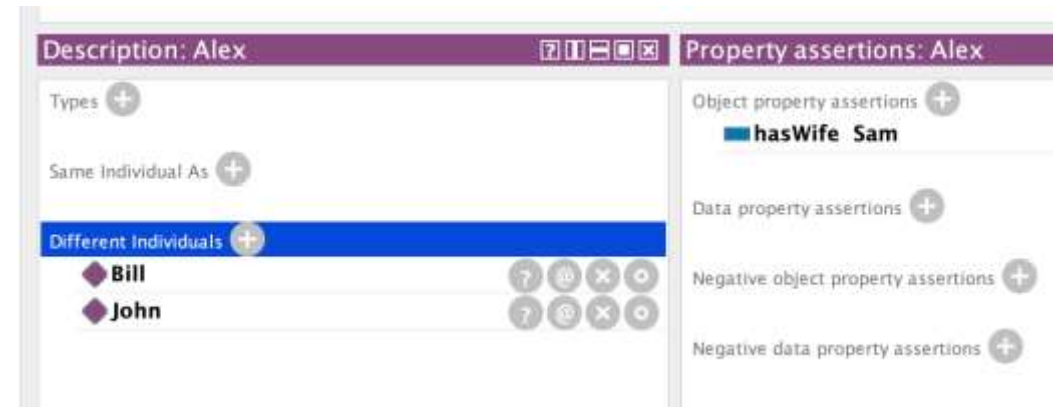 Description: Alex
Types
Same Individual As
Different Individuals
Bill
John
Property assertions: Alex
Object property assertions
hasWife Sam
Data property assertions
Negative object property assertions
Negative data property assertions